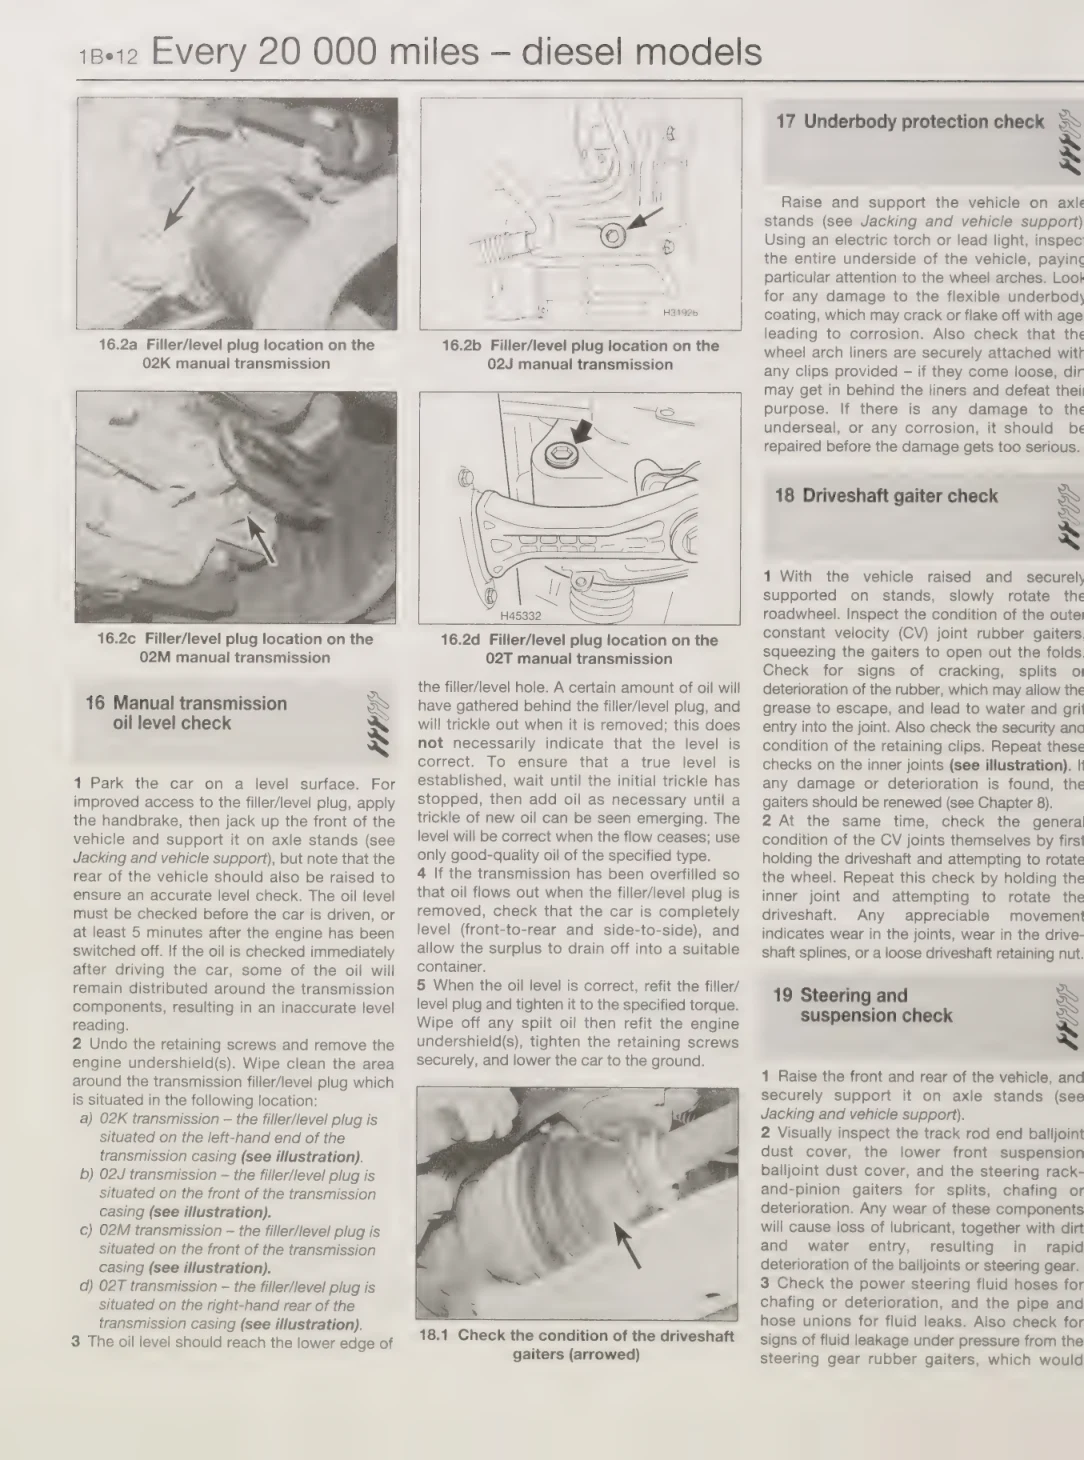 1B•12 Every 20 000 miles – diesel models
16.2a Filler/level plug location on the
02K manual transmission
H31926
16.2b Filler/level plug location on the
02J manual transmission
16.2c Filler/level plug location on the
02M manual transmission
H45332
16.2d Filler/level plug location on the
02T manual transmission
16 Manual transmission
oil level check
1 Park the car on a level surface. For
improved access to the filler/level plug, apply
the handbrake, then jack up the front of the
vehicle and support it on axle stands (see
Jacking and vehicle support), but note that the
rear of the vehicle should also be raised to
ensure an accurate level check. The oil level
must be checked before the car is driven, or
at least 5 minutes after the engine has been
switched off. If the oil is checked immediately
after driving the car, some of the oil will
remain distributed around the transmission
components, resulting in an inaccurate level
reading.
2 Undo the retaining screws and remove the
engine undershield(s). Wipe clean the area
around the transmission filler/level plug which
is situated in the following location:
a) 02K transmission – the filler/level plug is
situated on the left-hand end of the
transmission casing (see illustration).
b) 02J transmission – the filler/level plug is
situated on the front of the transmission
casing (see illustration).
c) 02M transmission – the filler/level plug is
situated on the front of the transmission
casing (see illustration).
d) 02T transmission – the filler/level plug is
situated on the right-hand rear of the
transmission casing (see illustration).
3 The oil level should reach the lower edge of
the filler/level hole. A certain amount of oil will
have gathered behind the filler/level plug, and
will trickle out when it is removed; this does
not necessarily indicate that the level is
correct. To ensure that a true level is
established, wait until the initial trickle has
stopped, then add oil as necessary until a
trickle of new oil can be seen emerging. The
level will be correct when the flow ceases; use
only good-quality oil of the specified type.
4 If the transmission has been overfilled so
that oil flows out when the filler/level plug is
removed, check that the car is completely
level (front-to-rear and side-to-side), and
allow the surplus to drain off into a suitable
container.
5 When the oil level is correct, refit the filler/
level plug and tighten it to the specified torque.
Wipe off any spilt oil then refit the engine
undershield(s), tighten the retaining screws
securely, and lower the car to the ground.
18.1 Check the condition of the driveshaft
gaiters (arrowed)
17 Underbody protection check
Raise and support the vehicle on axle
stands (see Jacking and vehicle support)
Using an electric torch or lead light, inspect
the entire underside of the vehicle, paying
particular attention to the wheel arches. Look
for any damage to the flexible underbody
coating, which may crack or flake off with age
leading to corrosion. Also check that the
wheel arch liners are securely attached with
any clips provided – if they come loose, dirt
may get in behind the liners and defeat their
purpose. If there is any damage to the
underseal, or any corrosion, it should be
repaired before the damage gets too serious.
18 Driveshaft gaiter check
1 With the vehicle raised and securely
supported on stands, slowly rotate the
roadwheel. Inspect the condition of the outer
constant velocity (CV) joint rubber gaiters,
squeezing the gaiters to open out the folds.
Check for signs of cracking, splits or
deterioration of the rubber, which may allow the
grease to escape, and lead to water and grit
entry into the joint. Also check the security and
condition of the retaining clips. Repeat these
checks on the inner joints (see illustration). If
any damage or deterioration is found, the
gaiters should be renewed (see Chapter 8).
2 At the same time, check the general
condition of the CV joints themselves by first
holding the driveshaft and attempting to rotate
the wheel. Repeat this check by holding the
inner joint and attempting to rotate the
driveshaft. Any appreciable movement
indicates wear in the joints, wear in the drive-
shaft splines, or a loose driveshaft retaining nut.
19 Steering and
suspension check
1 Raise the front and rear of the vehicle, and
securely support it on axle stands (see
Jacking and vehicle support).
2 Visually inspect the track rod end balljoint
dust cover, the lower front suspension
balljoint dust cover, and the steering rack-
and-pinion gaiters for splits, chafing or
deterioration. Any wear of these components
will cause loss of lubricant, together with dirt
and water entry, resulting in rapid
deterioration of the balljoints or steering gear.
3 Check the power steering fluid hoses for
chafing or deterioration, and the pipe and
hose unions for fluid leaks. Also check for
signs of fluid leakage under pressure from the
steering gear rubber gaiters, which would